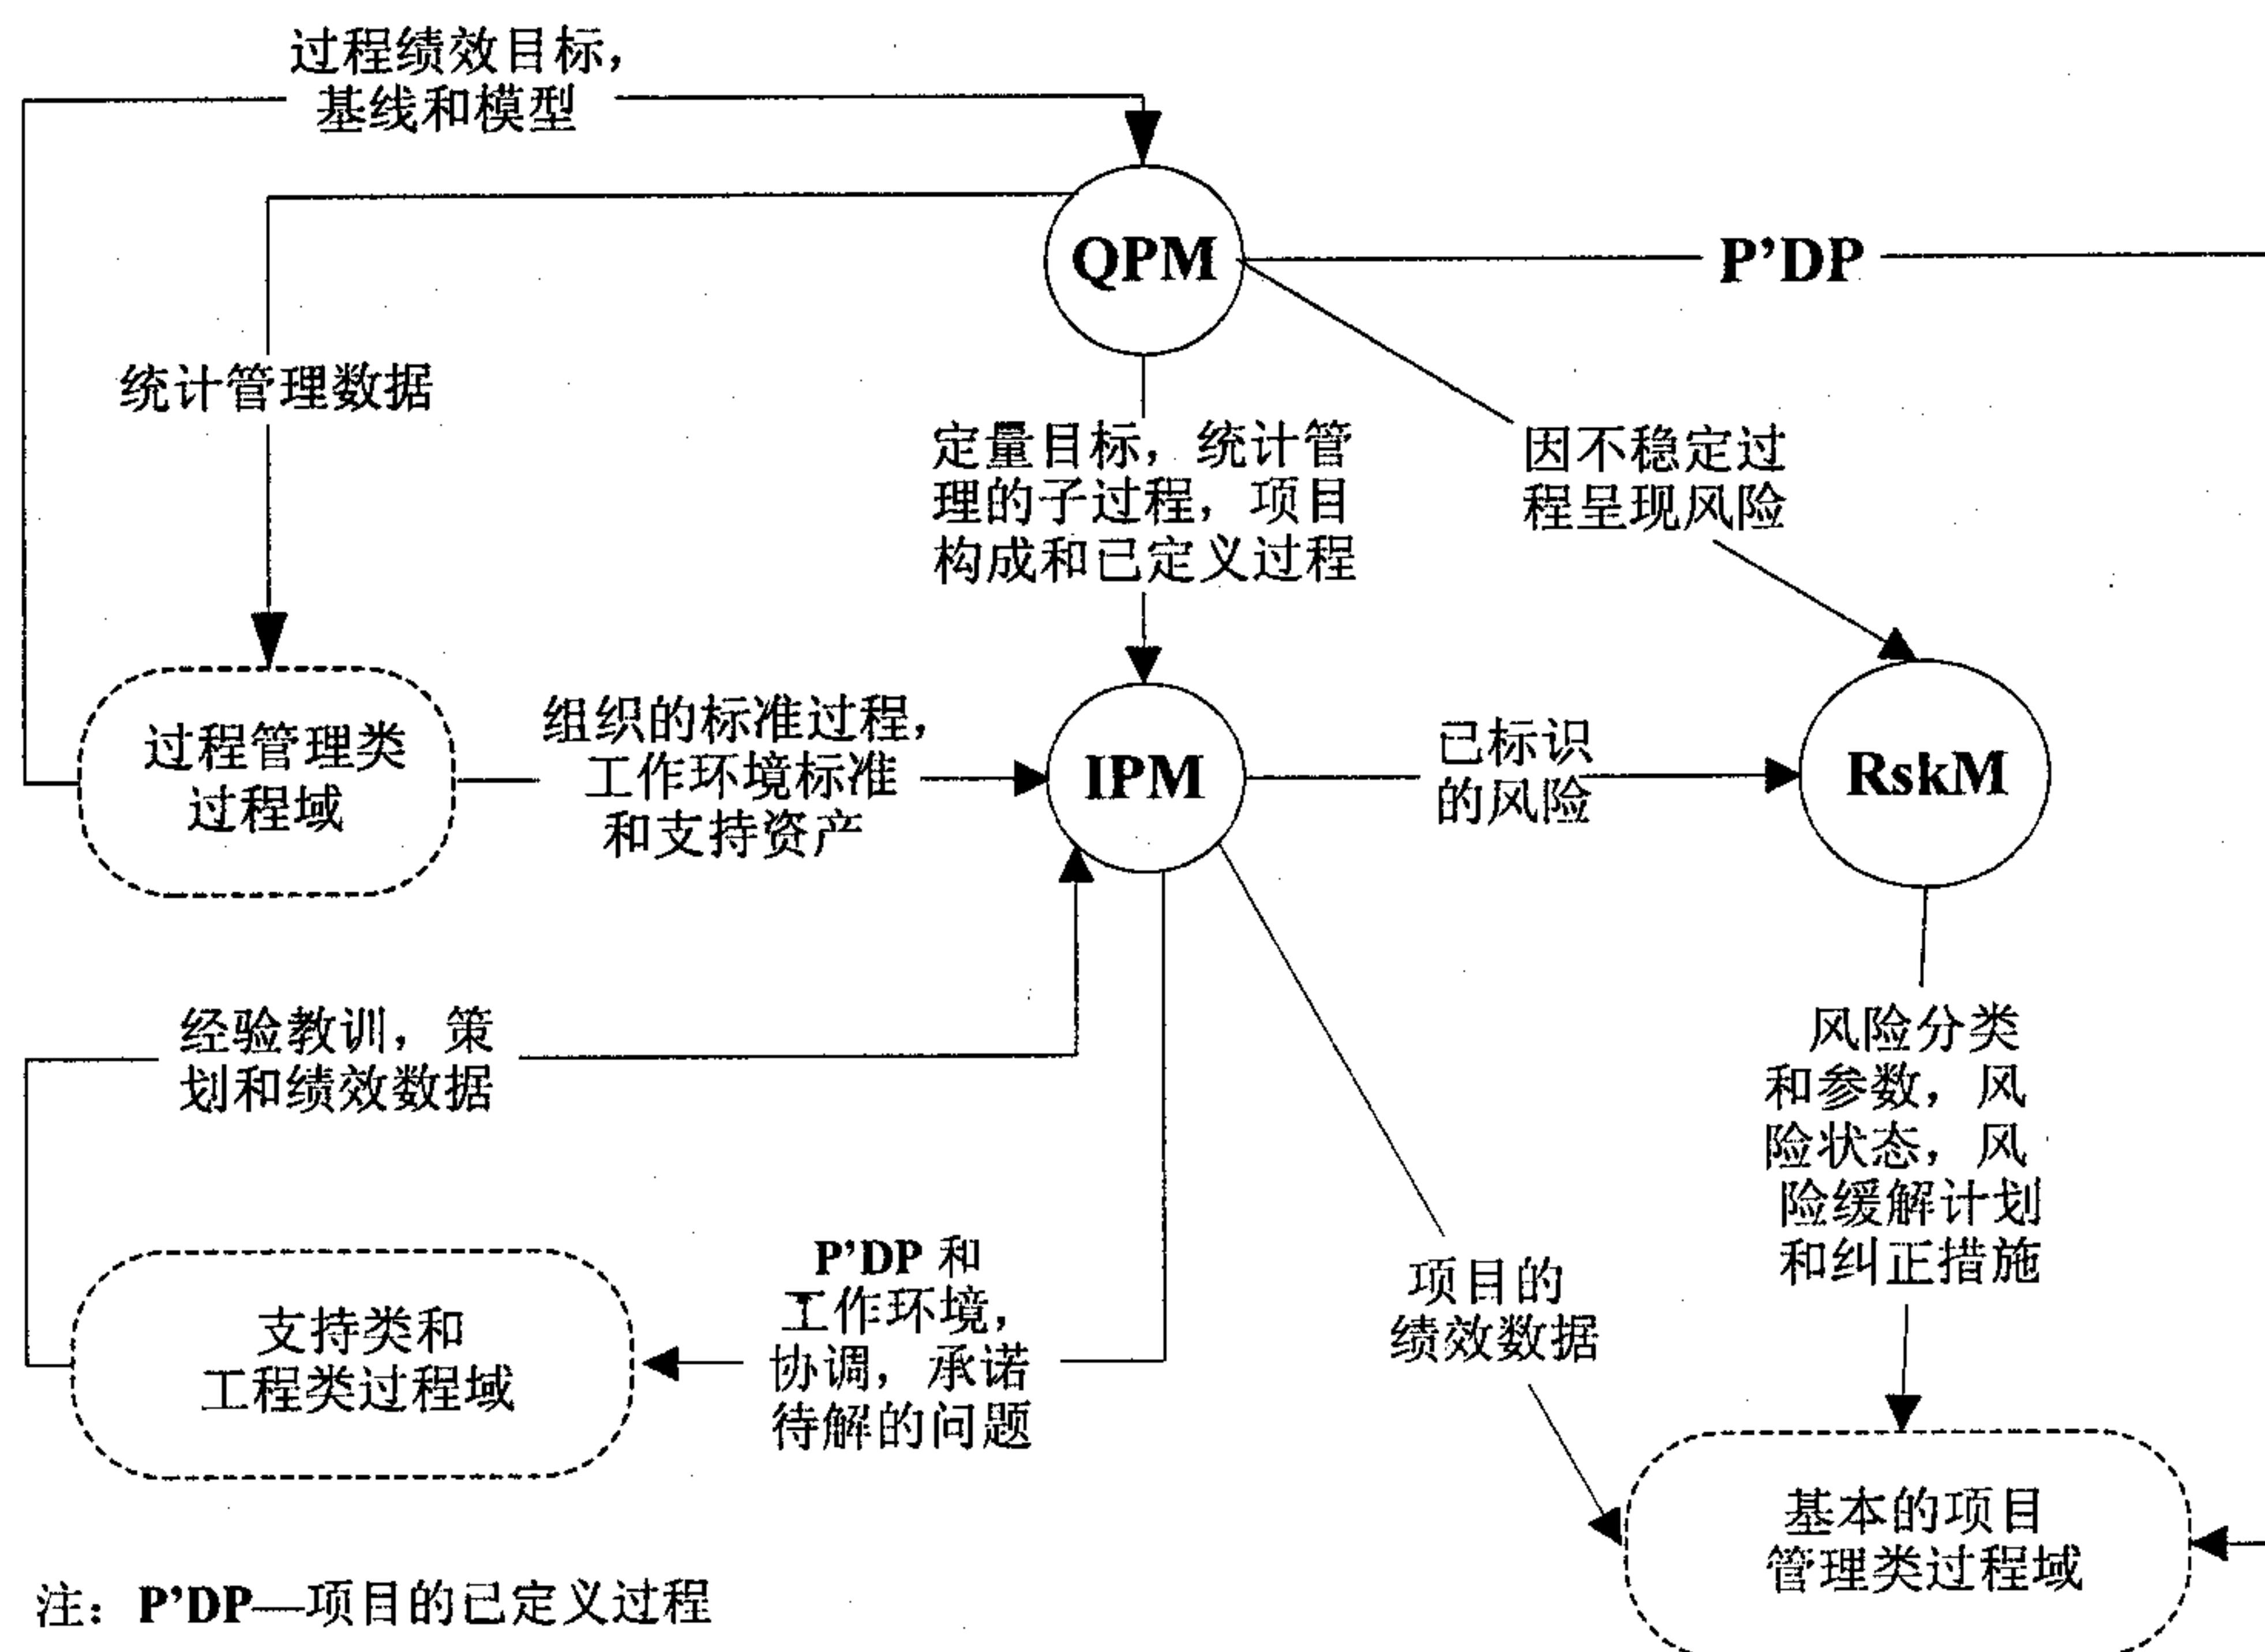 过程绩效目标，
基线和模型
QPM
P’DP
统计管理数据
定量目标，统计管
理的子过程，项目
构成和已定义过程
因不稳定过
程呈现风险
过程管理类
过程域
组织的标准过程，
工作环境标准
和支持资产
IPM
已标识
的风险
RskM
经验教训，策
划和绩效数据
风险分类
和参数，风
险状态，风
险缓解计划
和纠正措施
P’DP 和
工作环境，
协调，承诺
待解的问题
项目的
绩效数据
支持类和
工程类过程域
基本的项目
管理类过程域
注：P’DP—项目的已定义过程